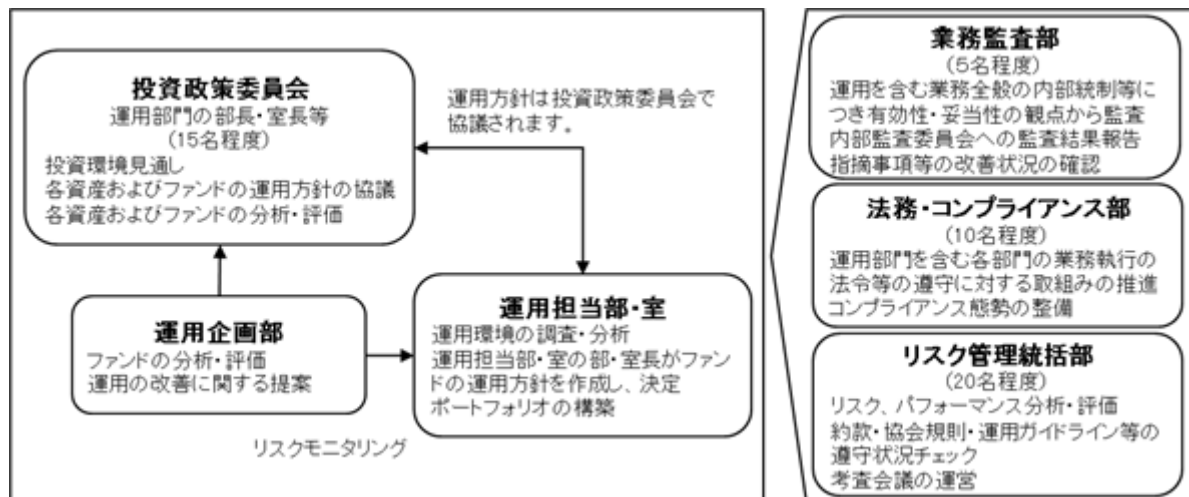 投資政策委員会
運用部門の部長・室長等
(15名程度)
投資環境見通し
各資産およびファンドの運用方針の協議
各資産およびファンドの分析・評価
運用方針は投資政策委員会で
協議されます。
運用企画部
ファンドの分析・評価
運用の改善に関する提案
運用担当部・室
運用環境の調査・分析
運用担当部・室の部・室長がファン
ドの運用方針を作成し、決定
ポートフォリオの構築
リスクモニタリング
業務監査部
(5名程度)
運用を含む業務全般の内部統制等に
つき有効性・妥当性の観点から監査
内部監査委員会への監査結果報告
指摘事項等の改善状況の確認
法務・コンプライアンス部
(10名程度)
運用部門を含む各部門の業務執行の
法令等の遵守に対する取組みの推進
コンプライアンス態勢の整備
リスク管理統括部
(20名程度)
リスク、パフォーマンス分析・評価
約款・協会規則・運用ガイドライン等の
遵守状況チェック
考査会議の運営